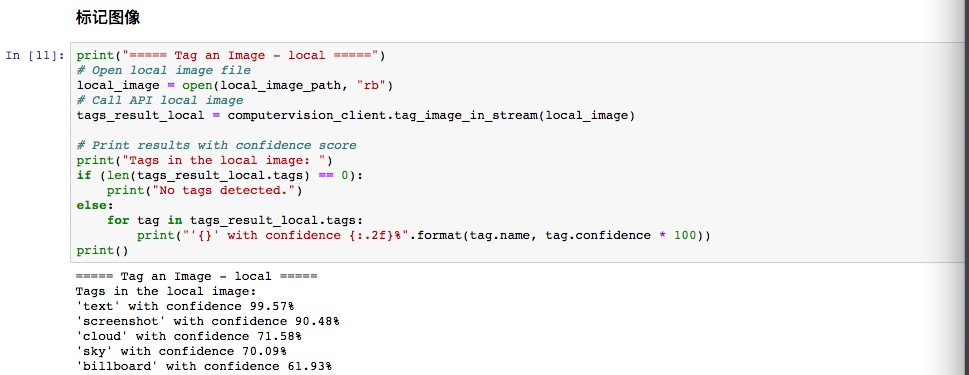 标记图像
In [11]: print("===== Tag an Image - local =====")
# Open local image file
local_image = open(local_image_path, "rb")
# Call API local image
tags_result_local = computervision_client.tag_image_in_stream(local_image)
# Print results with confidence score
print("Tags in the local image: ")
if (len(tags_result_local.tags) == 0):
    print("No tags detected.")
else:
    for tag in tags_result_local.tags:
        print("'{}' with confidence {:.2f}%".format(tag.name, tag.confidence * 100))
print()
===== Tag an Image - local =====
Tags in the local image:
'text' with confidence 99.57%
'screenshot' with confidence 90.48%
'cloud' with confidence 71.58%
'sky' with confidence 70.09%
'billboard' with confidence 61.93%